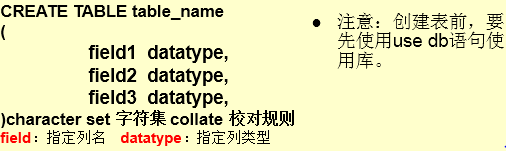 CREATE TABLE table_name
(
field1 datatype,
field2 datatype,
field3 datatype,
)character set 字符集 collate 校对规则
field：指定列名 datatype：指定列类型
● 注意：创建表前，要
先使用use db语句使
用库。